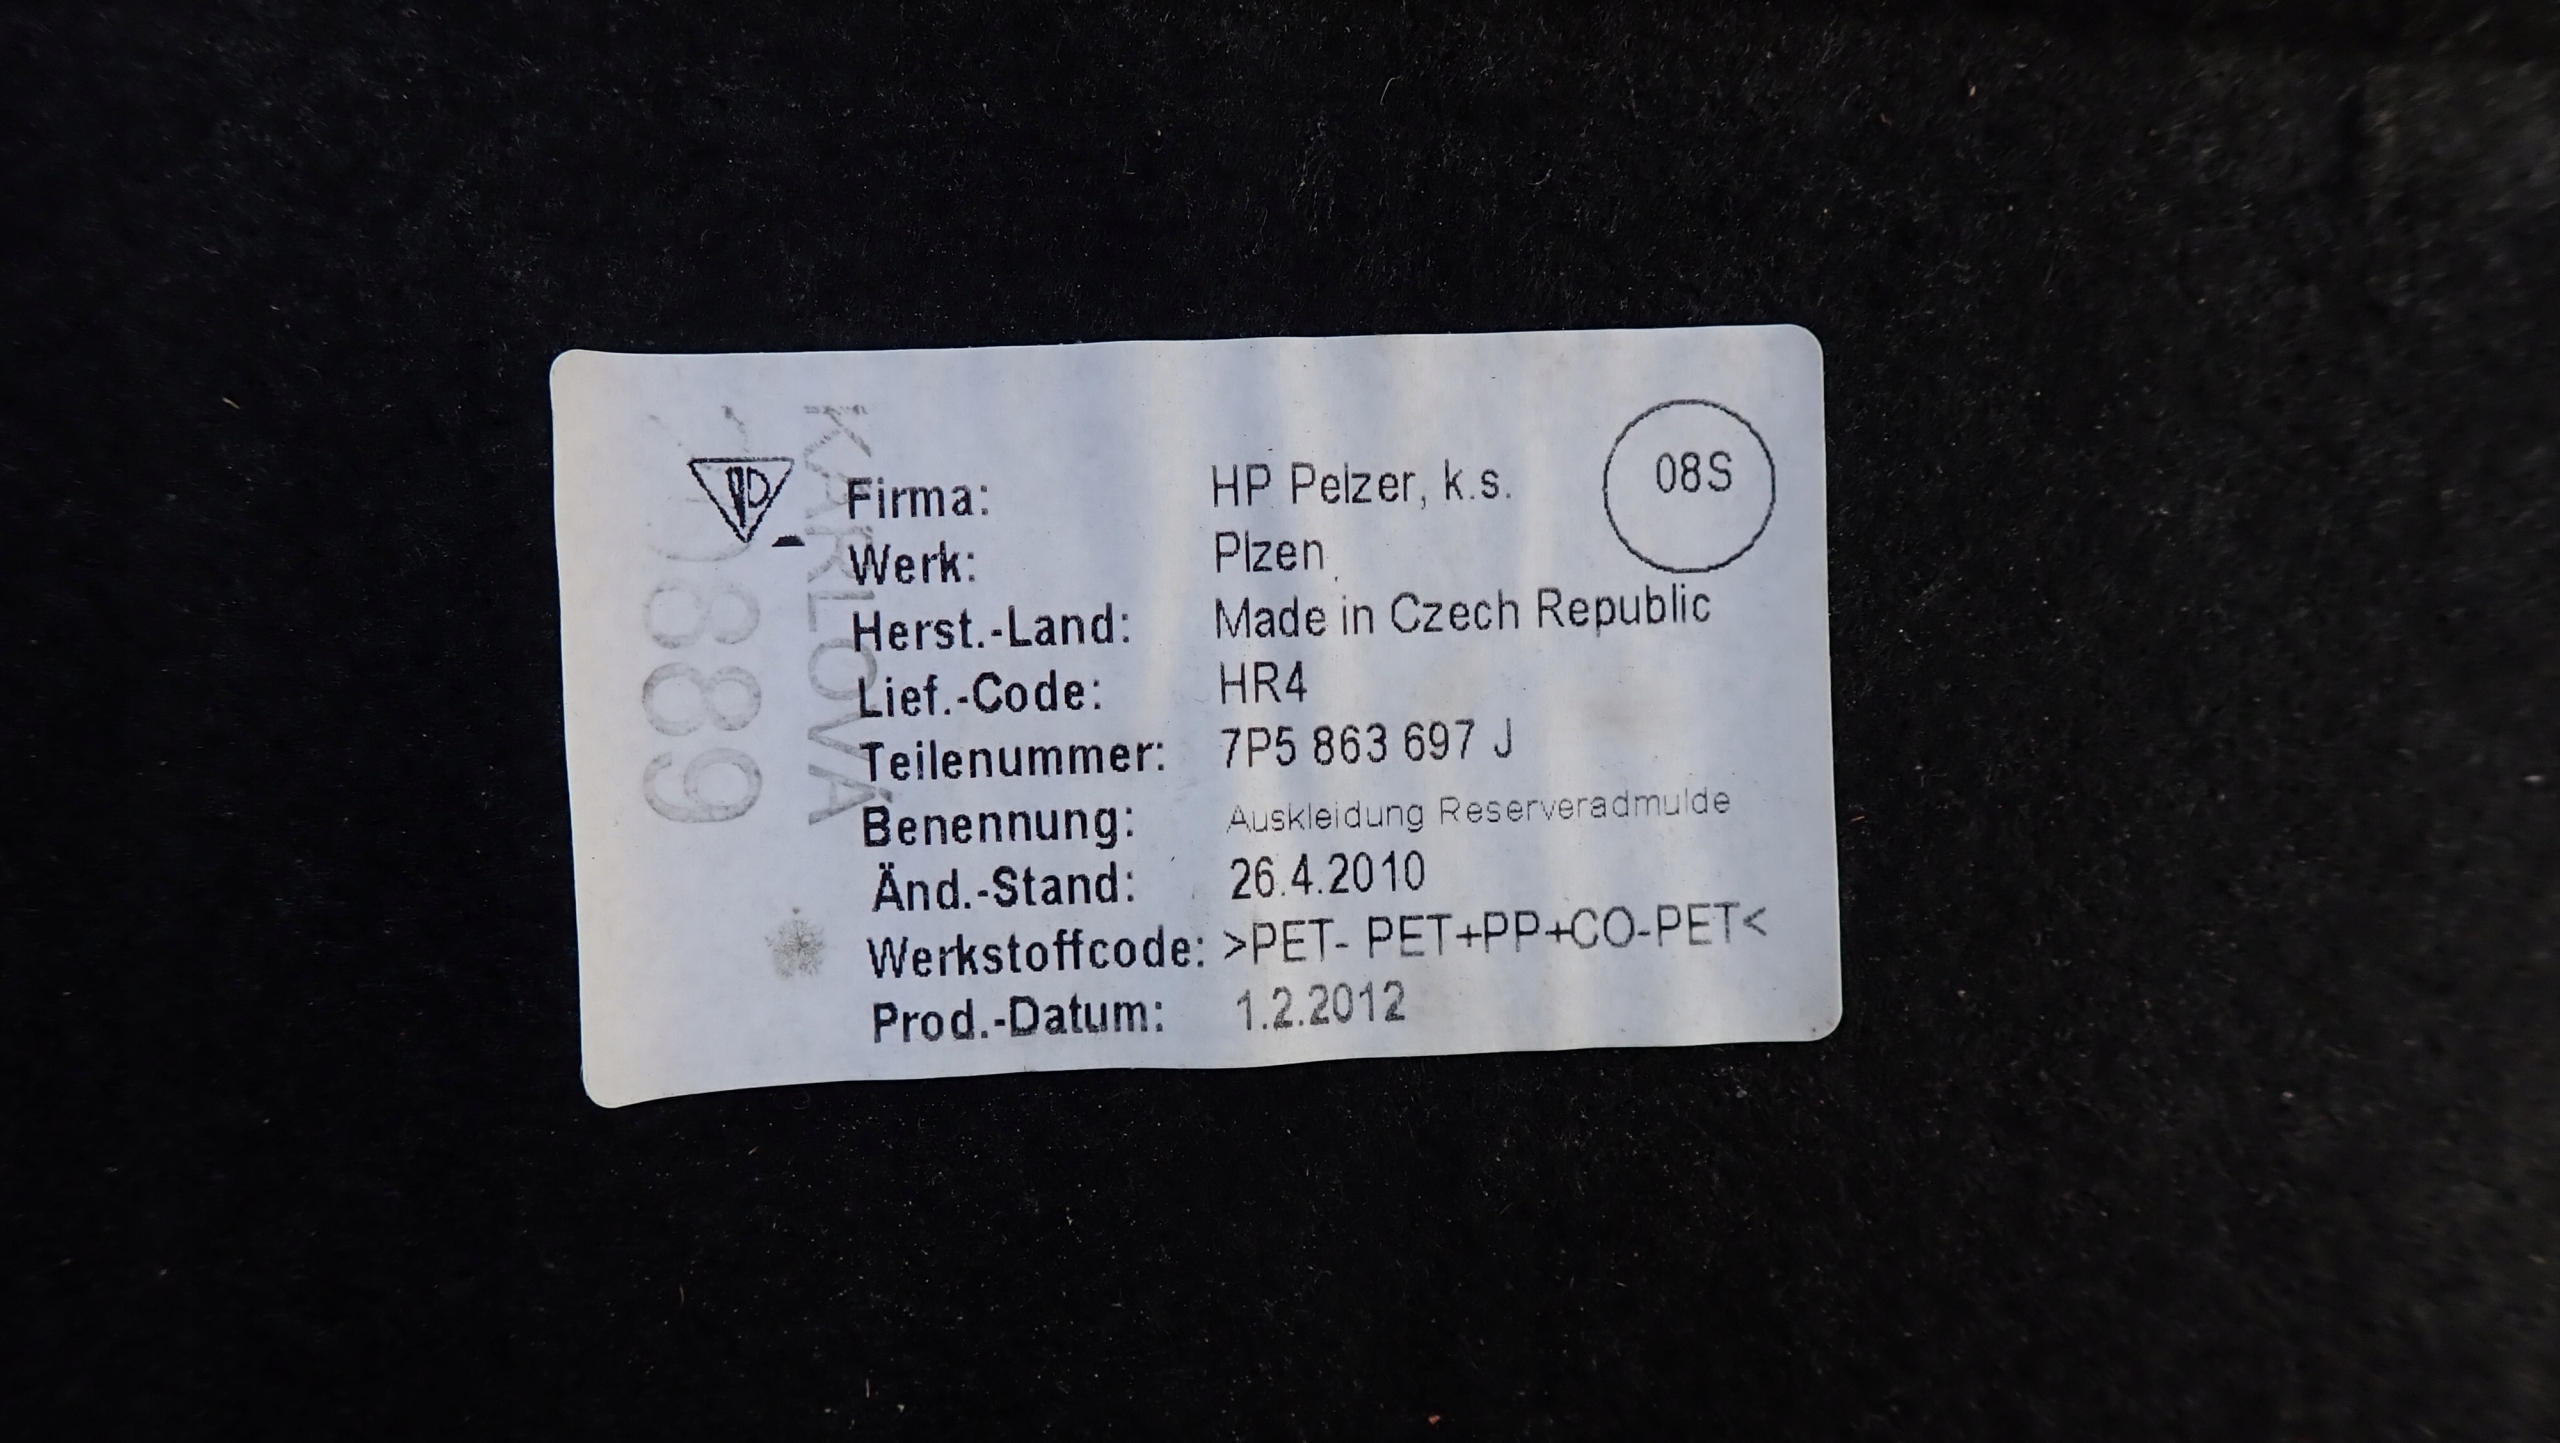 08S
Firma: HP Pelzer, k.s.
Werk: Plzen
Herst.-Land: Made in Czech Republic
Lief.-Code: HR4
Teilenummer: 7P5 863 697 J
Benennung: Auskleidung Reserveradmulde
Änd.-Stand: 26.4.2010
Werkstoffcode: >PET- PET+PP+CO-PET<
Prod.-Datum: 1.2.2012
KARLOVÁ